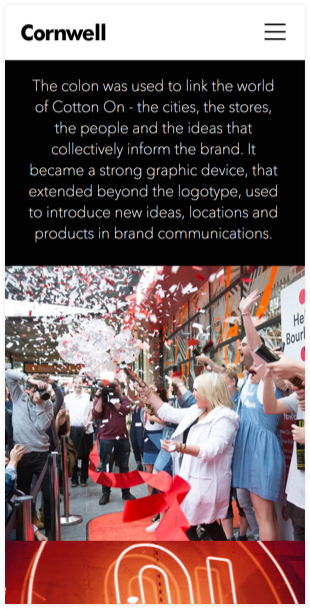 Cornwell
The colon was used to link the world
of Cotton On - the cities, the stores,
the people and the ideas that
collectively inform the brand. It
became a strong graphic device, that
extended beyond the logotype, used
to introduce new ideas, locations and
products in brand communications.
He
Bour